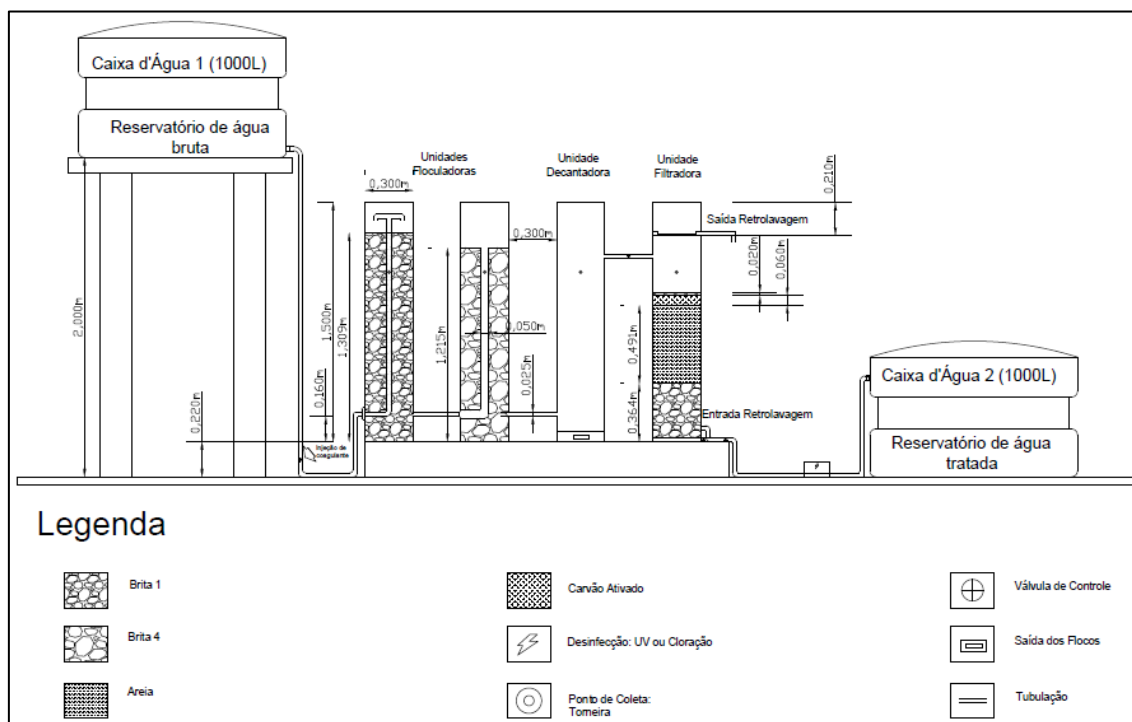 Caixa d'Água 1 (1000L)
Reservatório de água
bruta
Unidades
Floculadoras
Unidade
Decantadora
Unidade
Filtradora
0,300m
0,210m
Saída Retrolavagem
0,300m
0,020m
0,060m
2,000m
1,500m
1,309m
1,215m
0,050m
0,491m
0,025m
0,160m
0,220m
0,364m
Entrada Retrolavagem
Injeção de
coagulante
Caixa d'Água 2 (1000L)
Reservatório de água
tratada
Legenda
Brita 1
Carvão Ativado
Válvula de Controle
Brita 4
Desinfecção: UV ou Cloração
Saída dos Flocos
Areia
Ponto de Coleta:
Torneira
Tubulação